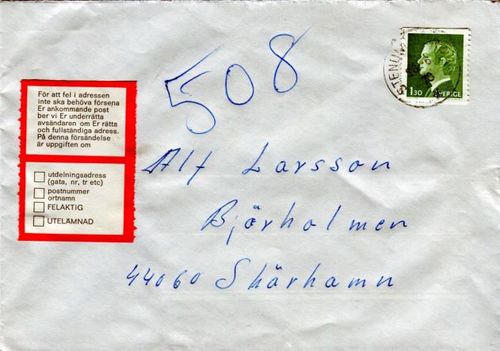 508
1.30 SVERIGE
För att fel i adressen
inte ska behöva försena
Er ankommande post
ber vi Er underrätta
avsändaren om Er rätta
och fullständiga adress.
På denna försändelse
är uppgiften om
utdelningsadress
(gata, nr, tr etc)
postnummer
ortnamn
FELAKTIG
UTELÄMNAD
Alf Larsson
Björholmen
44060 Skärhamn